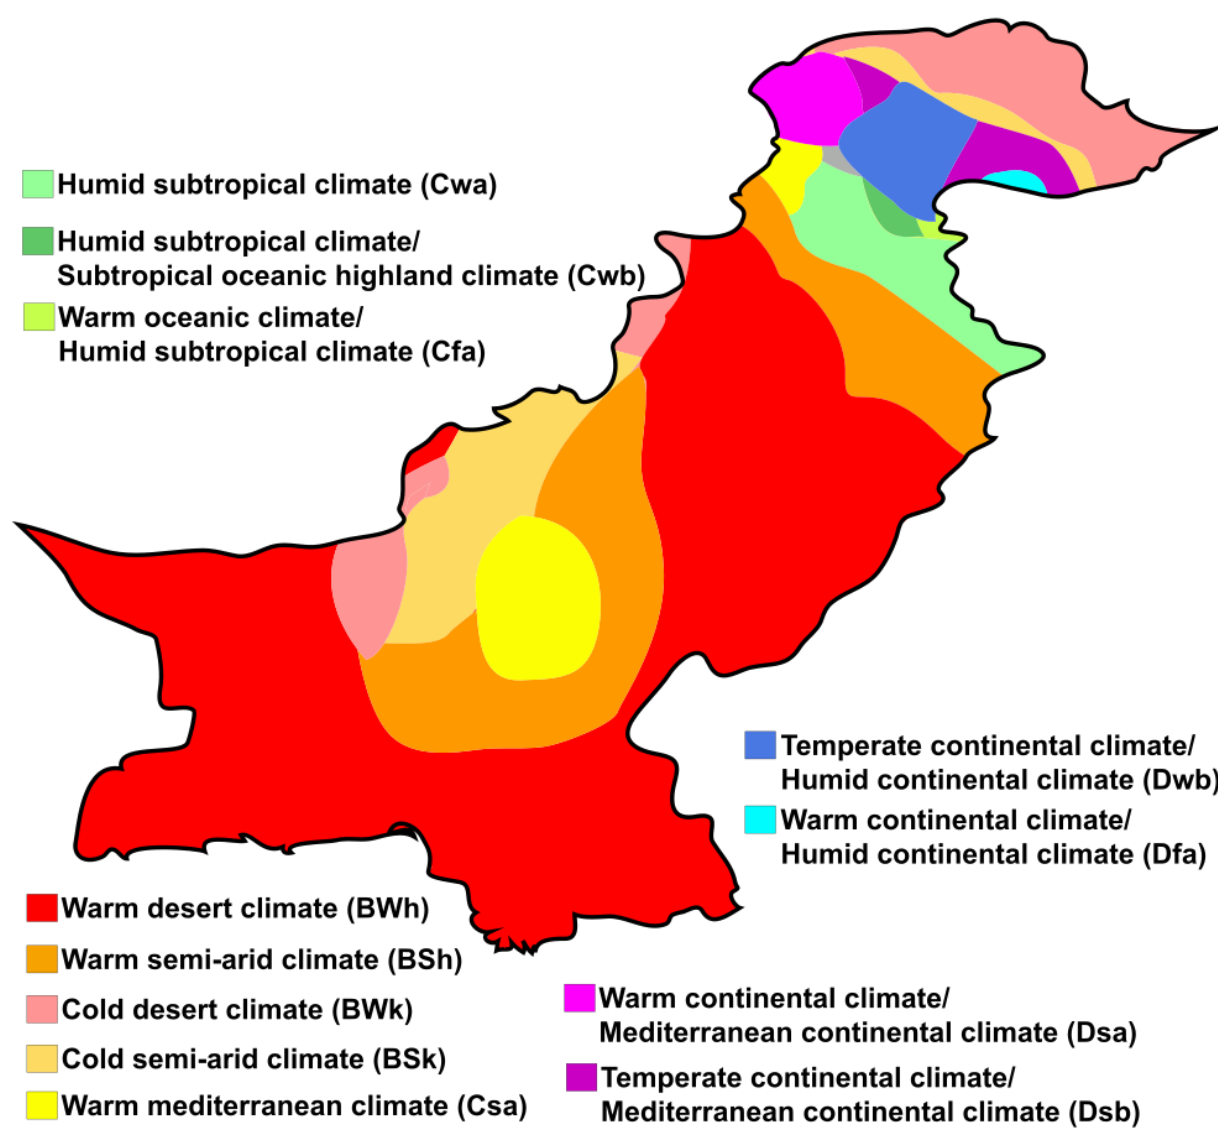 Humid subtropical climate (Cwa)
Humid subtropical climate/
Subtropical oceanic highland climate (Cwb)
Warm oceanic climate/
Humid subtropical climate (Cfa)
Temperate continental climate/
Humid continental climate (Dwb)
Warm continental climate/
Humid continental climate (Dfa)
Warm desert climate (BWh)
Warm semi-arid climate (BSh)
Cold desert climate (BWk)
Cold semi-arid climate (BSk)
Warm mediterranean climate (Csa)
Warm continental climate/
Mediterranean continental climate (Dsa)
Temperate continental climate/
Mediterranean continental climate (Dsb)